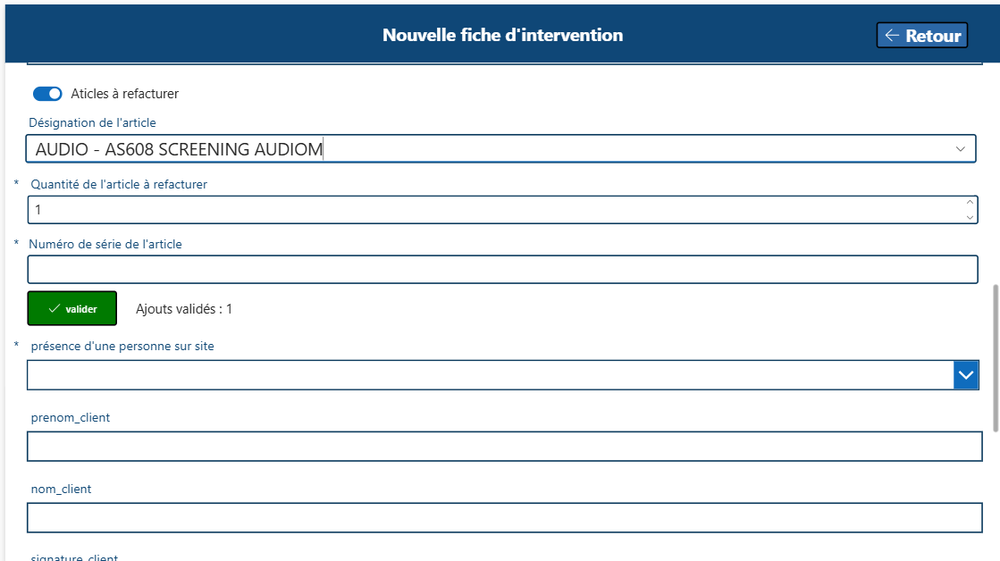 Nouvelle fiche d'intervention
Retour
Aticles à refacturer
Désignation de l'article
AUDIO - AS608 SCREENING AUDIOM
* Quantité de l'article à refacturer
1
* Numéro de série de l'article
valider
Ajouts validés : 1
* présence d'une personne sur site
prenom_client
nom_client
signature_client